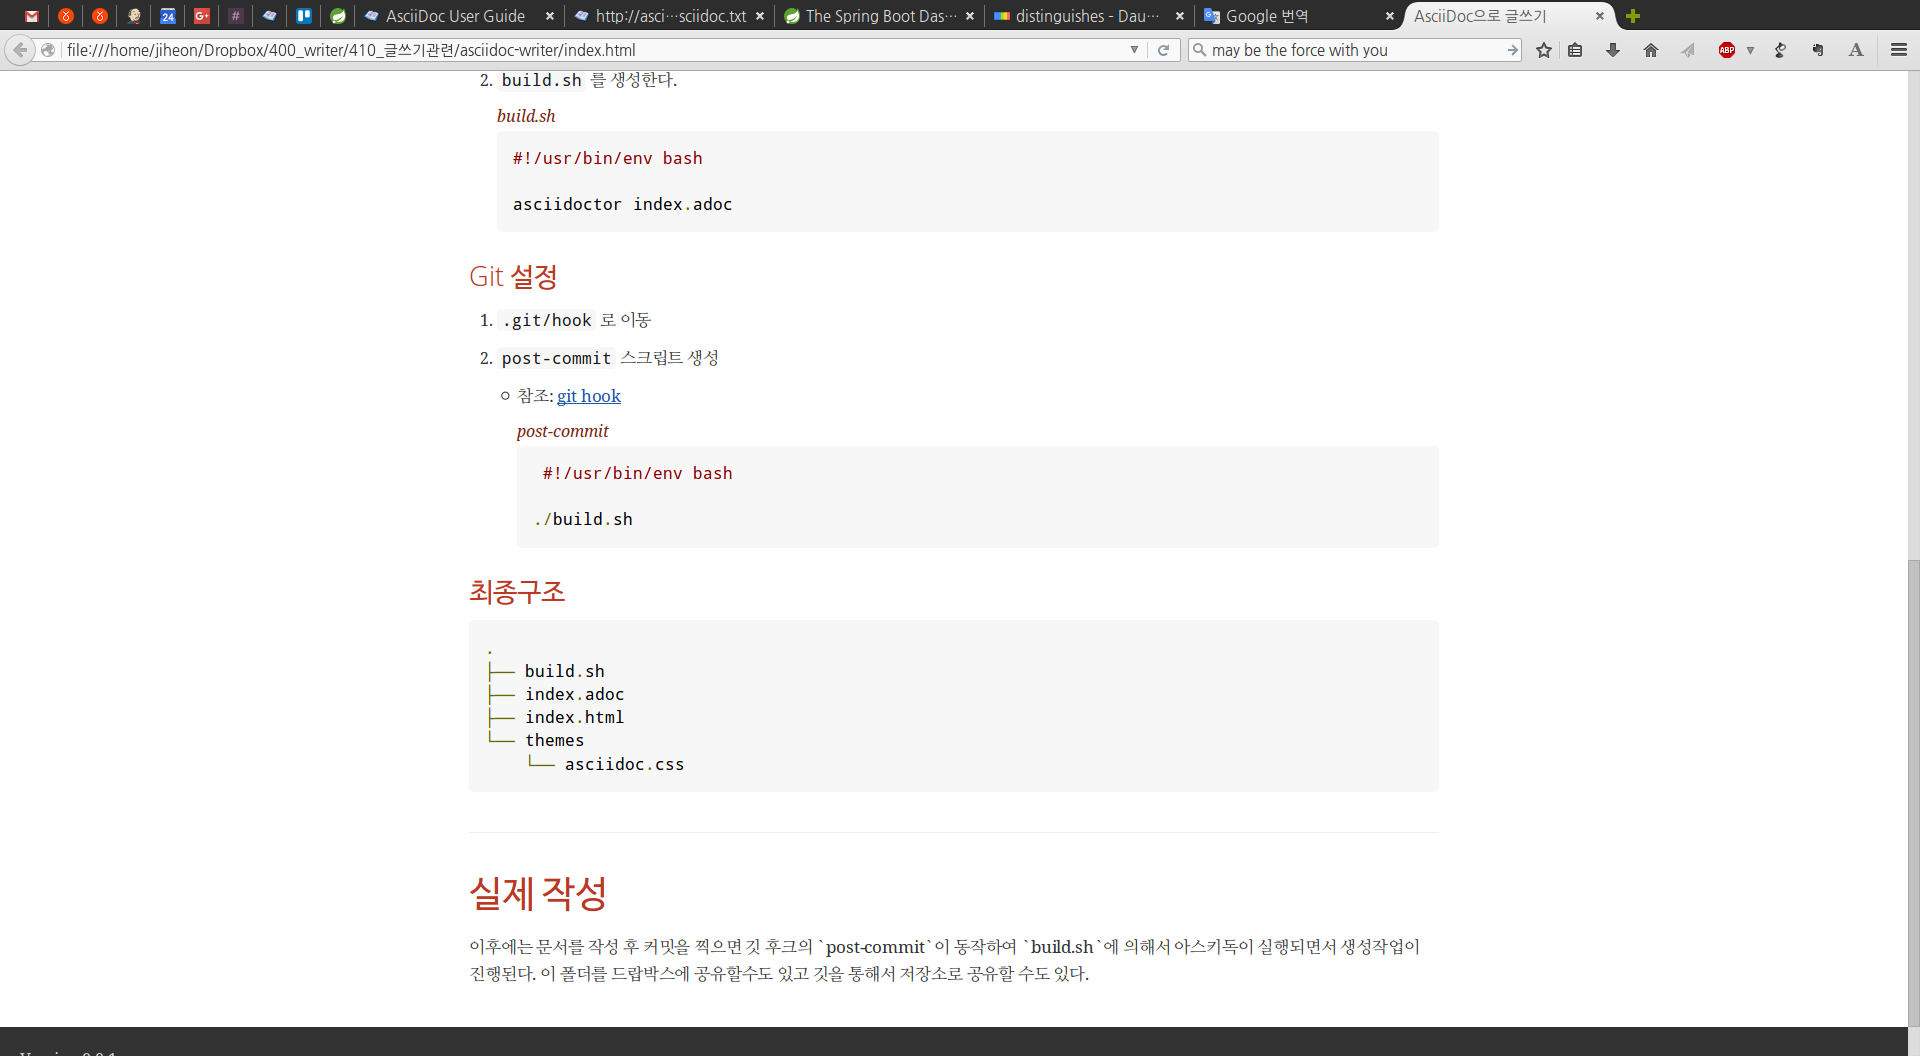 AsciiDoc User Guide
http://asci...sciidoc.txt
The Spring Boot Das...
distinguishes - Dau...
Google 번역
AsciiDoc으로 글쓰기
file:///home/jiheon/Dropbox/400_writer/410_글쓰기관련/asciidoc-writer/index.html
may be the force with you
2. build.sh 를 생성한다.
build.sh
#!/usr/bin/env bash
asciidoctor index.adoc
Git 설정
1. .git/hook 로 이동
2. post-commit 스크립트 생성
참조: git hook
post-commit
#!/usr/bin/env bash
./build.sh
최종구조
.
├── build.sh
├── index.adoc
├── index.html
└── themes
└── asciidoc.css
실제 작성
이후에는 문서를 작성 후 커밋을 찍으면 깃 후크의 `post-commit`이 동작하여 `build.sh`에 의해서 아스키독이 실행되면서 생성작업이
진행된다. 이 폴더를 드랍박스에 공유할수도 있고 깃을 통해서 저장소로 공유할 수도 있다.